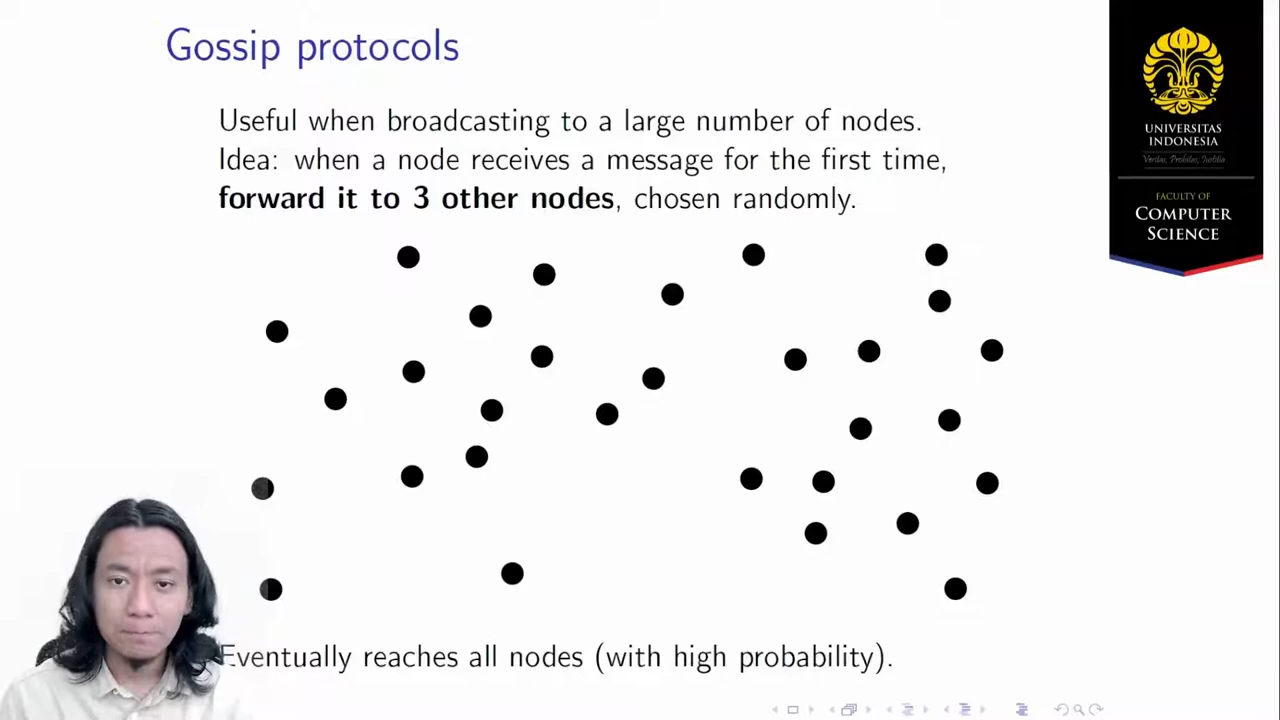 Gossip protocols
Useful when broadcasting to a large number of nodes.
Idea: when a node receives a message for the first time,
forward it to 3 other nodes, chosen randomly.
Eventually reaches all nodes (with high probability).
UNIVERSITAS
INDONESIA
Veritas, Probitas, Iustitia
FACULTY OF
COMPUTER
SCIENCE